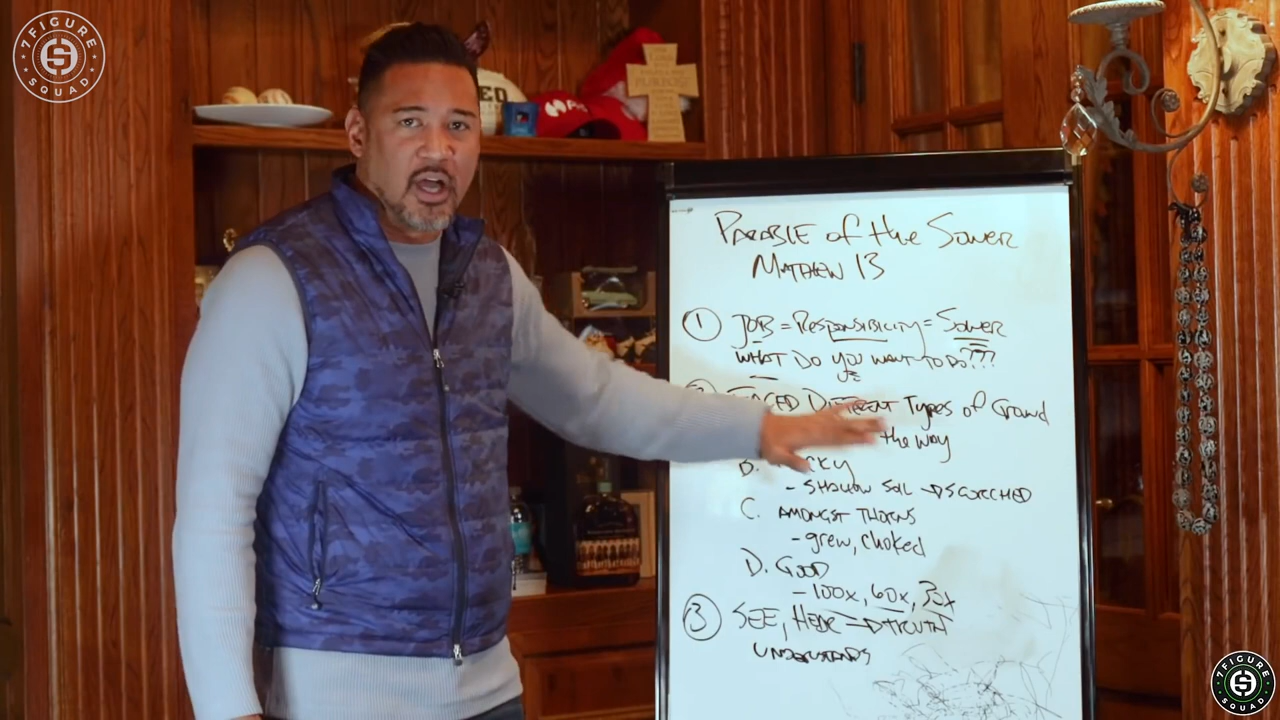 7FIGURE SQUAD
PARABLE of the Sower
MATHEW 13
① JOB = RESPONSIBILITY = SOWER
WHAT DO YOU WANT TO DO???
Types of Ground
the way
B.
- SHALLOW SOIL → SCORCHED
C. AMONGST THORNS
- grew, choked
D. GOOD
- 100x, 60x, 30x
③ SEE, HEAR → TRUTH
UNDERSTANDS
7FIGURE SQUAD